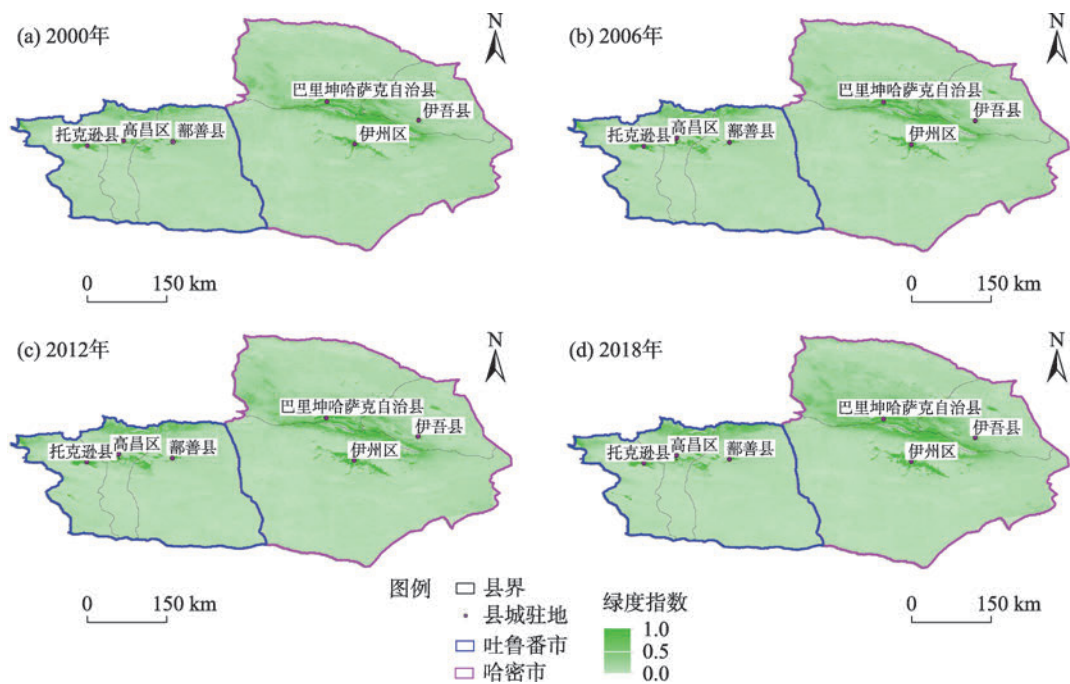 (a) 2000年
N
巴里坤哈萨克自治县
伊吾县
托克逊县
高昌区
鄯善县
伊州区
0 150 km
(b) 2006年
N
巴里坤哈萨克自治县
伊吾县
托克逊县
高昌区
鄯善县
伊州区
0 150 km
(c) 2012年
N
巴里坤哈萨克自治县
伊吾县
托克逊县
高昌区
鄯善县
伊州区
0 150 km
(d) 2018年
N
巴里坤哈萨克自治县
伊吾县
托克逊县
高昌区
鄯善县
伊州区
0 150 km
图例
县界
县城驻地
吐鲁番市
哈密市
绿度指数
1.0
0.5
0.0